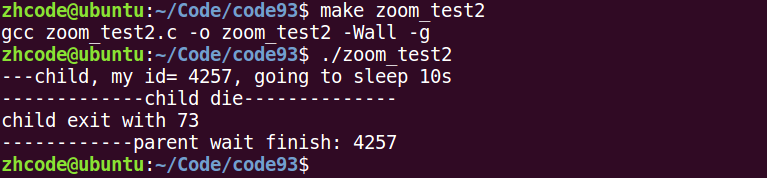 zhcode@ubuntu:~/Code/code93$ make zoom_test2
gcc zoom_test2.c -o zoom_test2 -Wall -g
zhcode@ubuntu:~/Code/code93$ ./zoom_test2
---child, my id= 4257, going to sleep 10s
-------------child die--------------
child exit with 73
------------parent wait finish: 4257
zhcode@ubuntu:~/Code/code93$